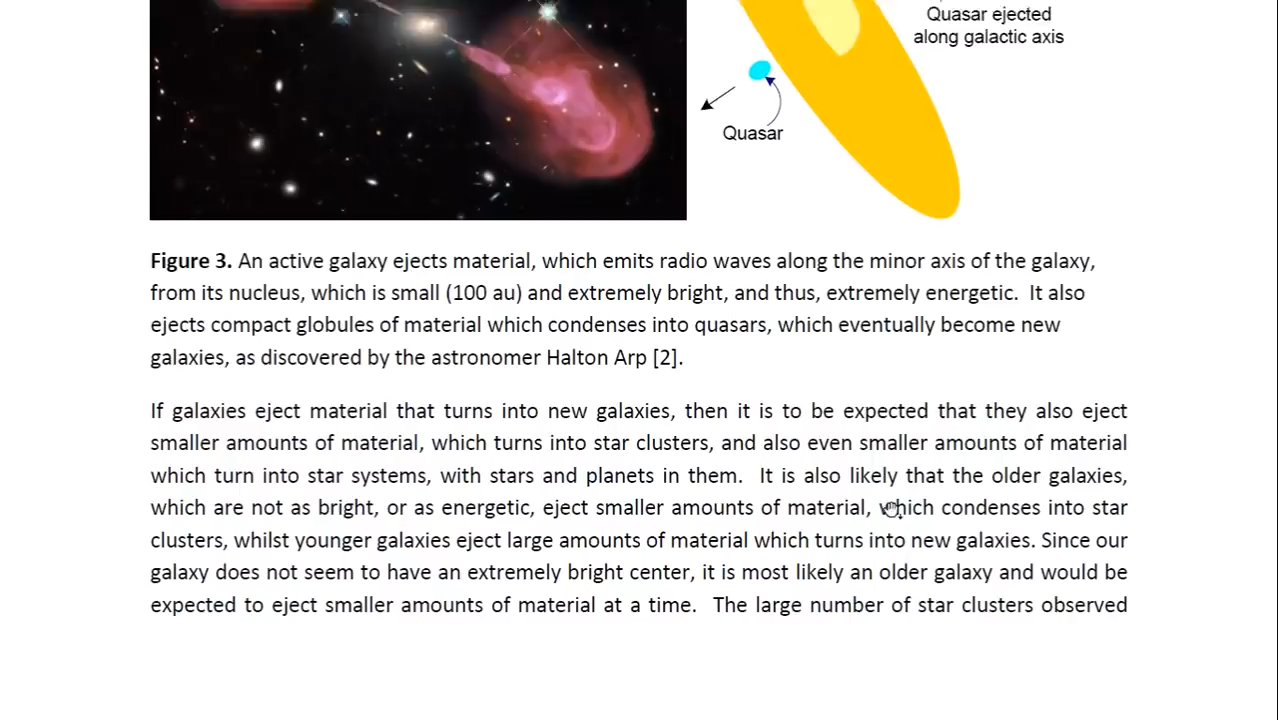 Quasar ejected
along galactic axis
Quasar
Figure 3. An active galaxy ejects material, which emits radio waves along the minor axis of the galaxy,
from its nucleus, which is small (100 au) and extremely bright, and thus, extremely energetic.  It also
ejects compact globules of material which condenses into quasars, which eventually become new
galaxies, as discovered by the astronomer Halton Arp [2].
If galaxies eject material that turns into new galaxies, then it is to be expected that they also eject
smaller amounts of material, which turns into star clusters, and also even smaller amounts of material
which turn into star systems, with stars and planets in them.  It is also likely that the older galaxies,
which are not as bright, or as energetic, eject smaller amounts of material, which condenses into star
clusters, whilst younger galaxies eject large amounts of material which turns into new galaxies. Since our
galaxy does not seem to have an extremely bright center, it is most likely an older galaxy and would be
expected to eject smaller amounts of material at a time.  The large number of star clusters observed